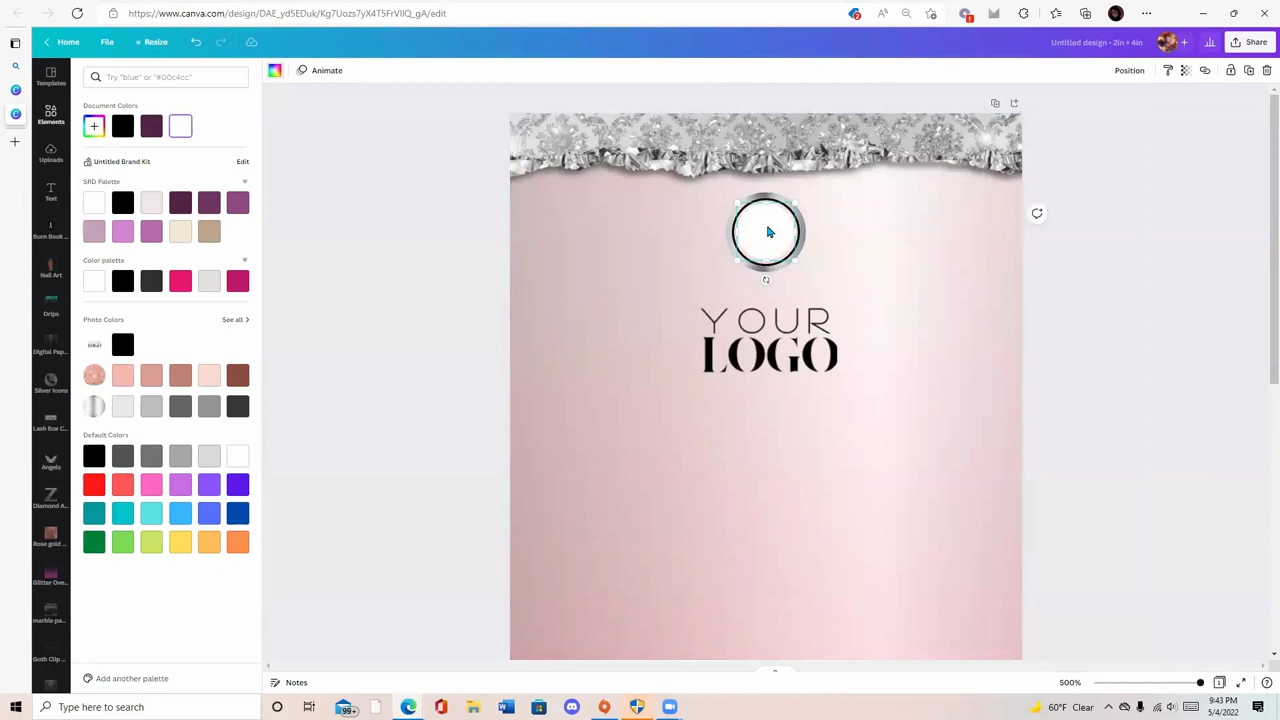 https://www.canva.com/design/DAE_yd5EDuk/Kg7Uozs7yX4T5FrVIlQ_gA/edit
Home
File
Resize
Untitled design - 2in × 4in
Share
Templates
Elements
Uploads
Text
Burn Book ...
Nail Art
Drips
Digital Pap...
Silver Icons
Lash Box C...
Angels
Diamond A...
Rose gold ...
Glitter Ove...
marble pa...
Goth Clip ...
Try "blue" or "#00c4cc"
Document Colors
Untitled Brand Kit
Edit
SRD Palette
Color palette
Photo Colors
See all
Default Colors
Add another palette
Animate
Position
YOUR
LOGO
Notes
500%
1
Type here to search
99+
60°F Clear
9:43 PM
5/4/2022